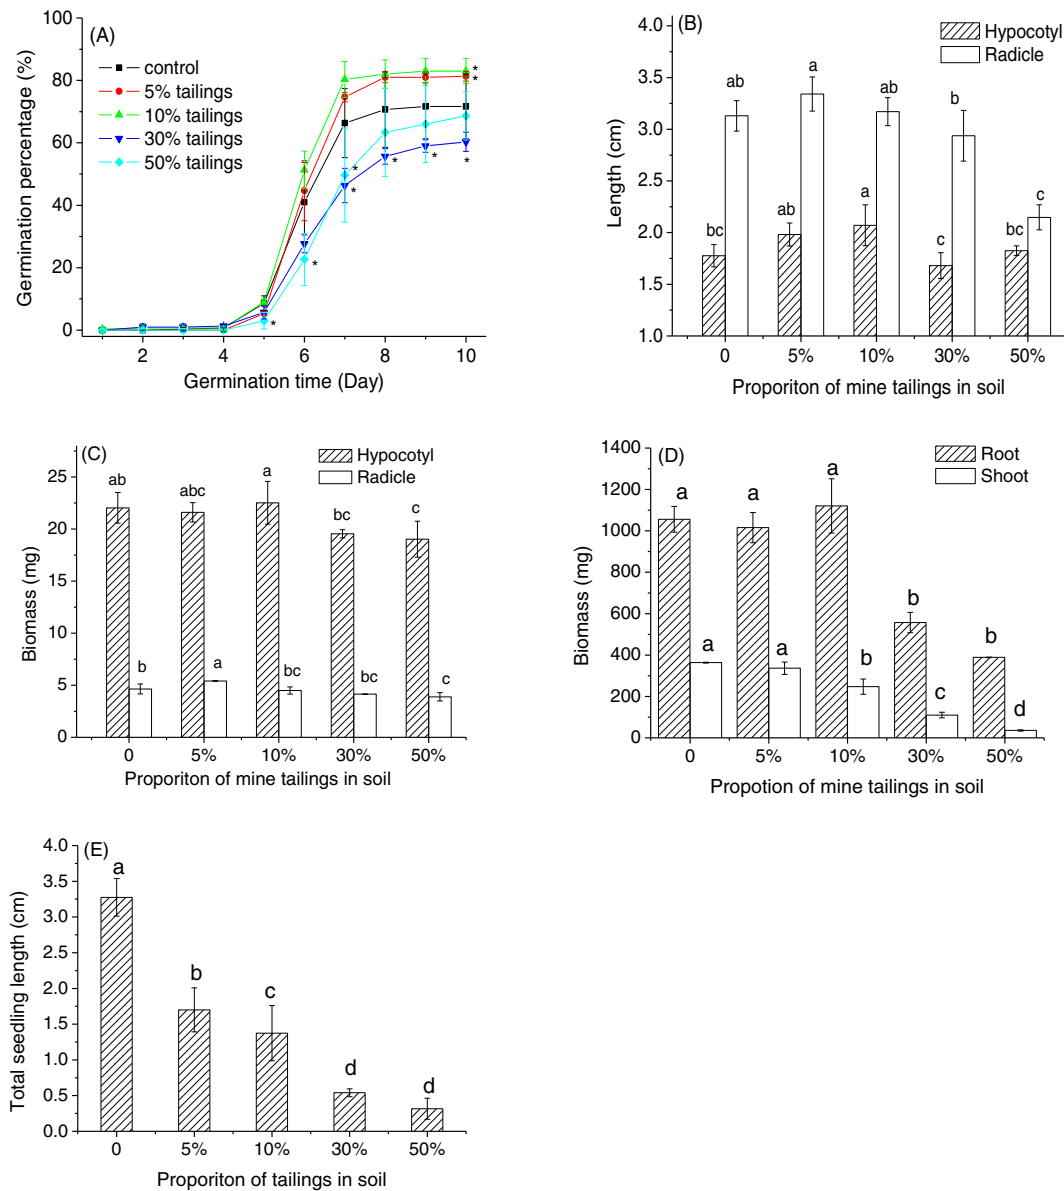 (A)
Germination percentage (%)
100
80
60
40
20
0
control
5% tailings
10% tailings
30% tailings
50% tailings
* * * * * * * * *
2 4 6 8 10
Germination time (Day)
(B)
Hypocotyl
Radicle
Length (cm)
4.0
3.5
3.0
2.5
2.0
1.5
1.0
bc ab ab a a ab c b bc c
0 5% 10% 30% 50%
Proporiton of mine tailings in soil
(C)
Hypocotyl
Radicle
Biomass (mg)
25
20
15
10
5
0
ab abc a bc c
b a bc bc c
0 5% 10% 30% 50%
Proporiton of mine tailings in soil
(D)
Root
Shoot
Biomass (mg)
1400
1200
1000
800
600
400
200
0
a a a b b
a a b c d
0 5% 10% 30% 50%
Propotion of mine tailings in soil
(E)
Total seedling length (cm)
4.0
3.5
3.0
2.5
2.0
1.5
1.0
0.5
0.0
a b c d d
0 5% 10% 30% 50%
Proporiton of tailings in soil